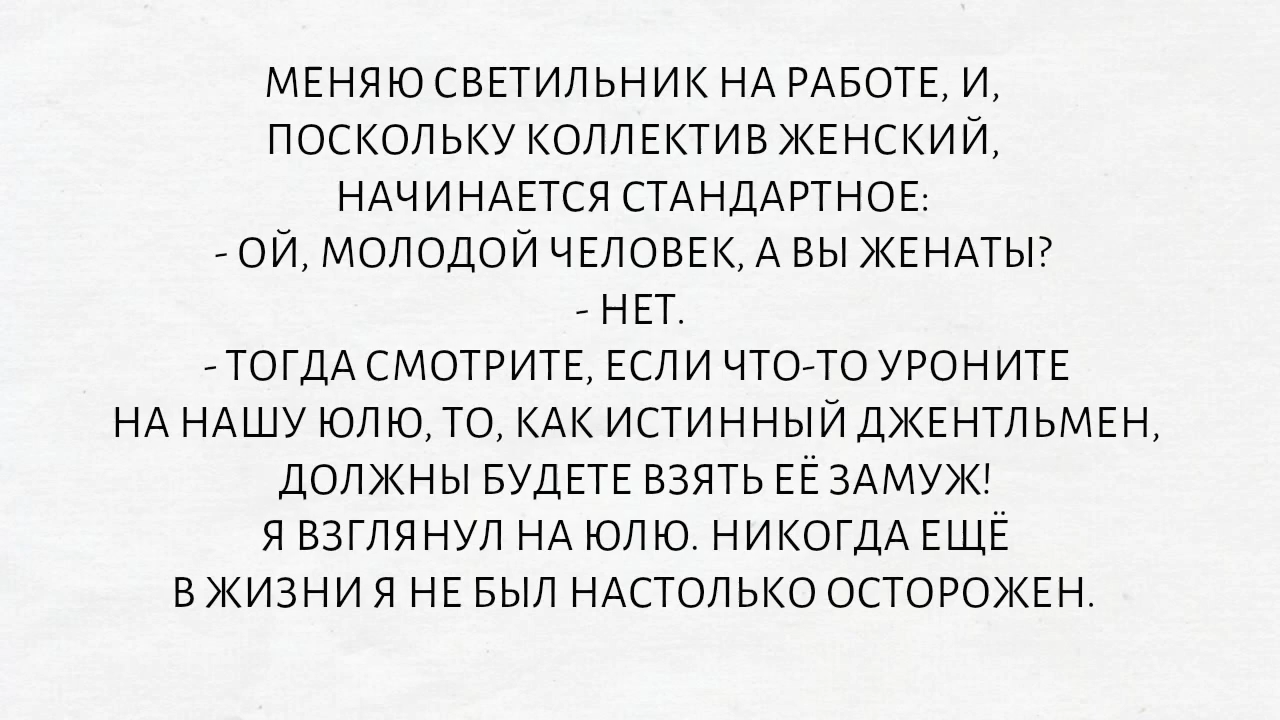 МЕНЯЮ СВЕТИЛЬНИК НА РАБОТЕ, И,
ПОСКОЛЬКУ КОЛЛЕКТИВ ЖЕНСКИЙ,
НАЧИНАЕТСЯ СТАНДАРТНОЕ:
- ОЙ, МОЛОДОЙ ЧЕЛОВЕК, А ВЫ ЖЕНАТЫ?
- НЕТ.
- ТОГДА СМОТРИТЕ, ЕСЛИ ЧТО-ТО УРОНИТЕ
НА НАШУ ЮЛЮ, ТО, КАК ИСТИННЫЙ ДЖЕНТЛЬМЕН,
ДОЛЖНЫ БУДЕТЕ ВЗЯТЬ ЕЁ ЗАМУЖ!
Я ВЗГЛЯНУЛ НА ЮЛЮ. НИКОГДА ЕЩЁ
В ЖИЗНИ Я НЕ БЫЛ НАСТОЛЬКО ОСТОРОЖЕН.